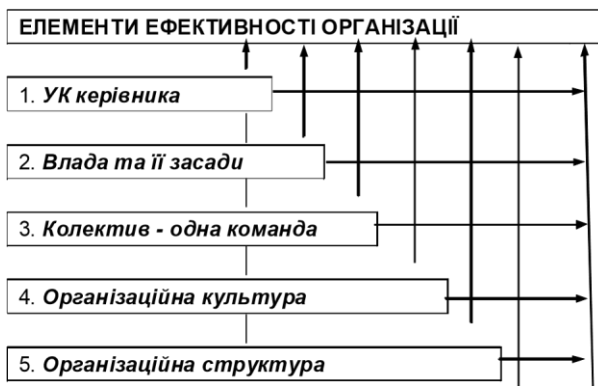 ЕЛЕМЕНТИ ЕФЕКТИВНОСТІ ОРГАНІЗАЦІЇ
1. УК керівника
2. Влада та її засади
3. Колектив - одна команда
4. Організаційна культура
5. Організаційна структура